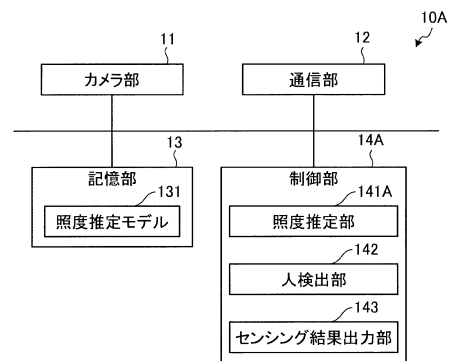 10A
11
カメラ部
12
通信部
13
記憶部
131
照度推定モデル
14A
制御部
141A
照度推定部
142
人検出部
143
センシング結果出力部